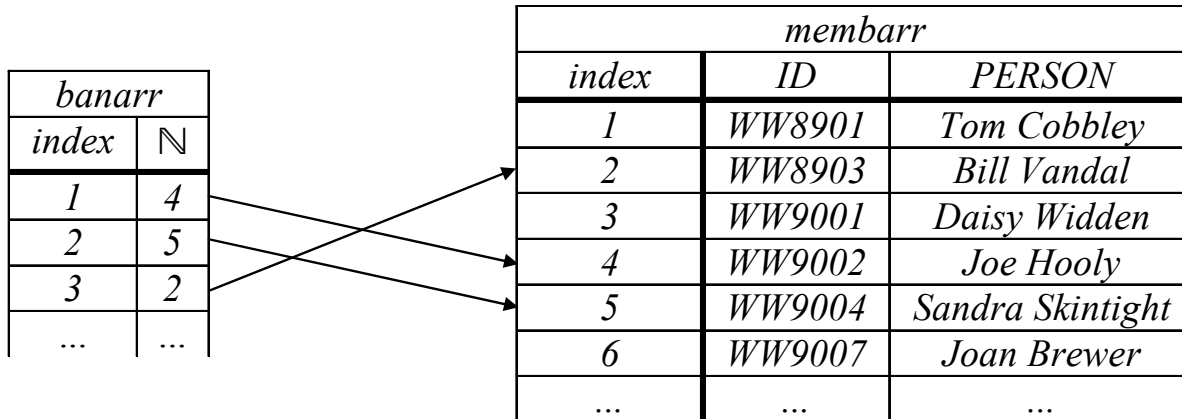 banarr
index ℕ
1 4
2 5
3 2
... ...
membarr
index ID PERSON
1 WW8901 Tom Cobbley
2 WW8903 Bill Vandal
3 WW9001 Daisy Widden
4 WW9002 Joe Hooly
5 WW9004 Sandra Skintight
6 WW9007 Joan Brewer
... ... ...